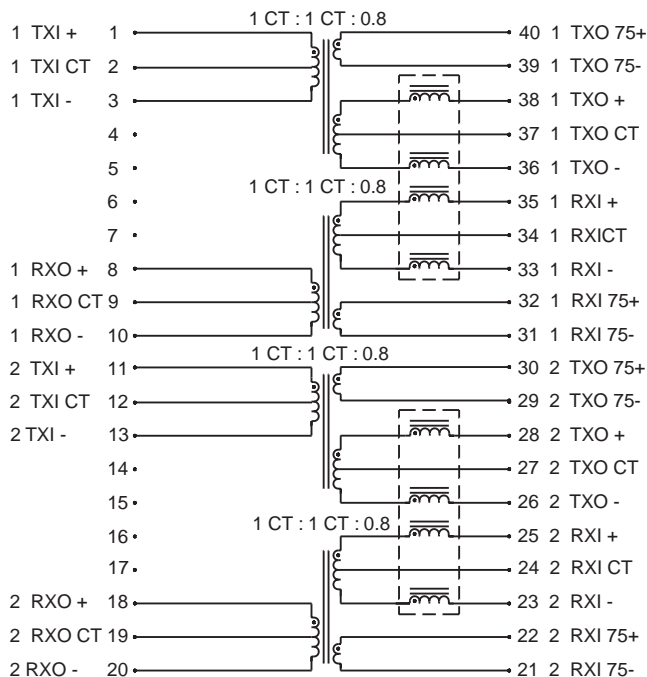 1 CT : 1 CT : 0.8
1 TXI + 1 40 1 TXO 75+
1 TXI CT 2 39 1 TXO 75-
1 TXI - 3 38 1 TXO +
4 37 1 TXO CT
5 36 1 TXO -
1 CT : 1 CT : 0.8
6 35 1 RXI +
7 34 1 RXICT
1 RXO + 8 33 1 RXI -
1 RXO CT 9 32 1 RXI 75+
1 RXO - 10 31 1 RXI 75-
1 CT : 1 CT : 0.8
2 TXI + 11 30 2 TXO 75+
2 TXI CT 12 29 2 TXO 75-
2 TXI - 13 28 2 TXO +
14 27 2 TXO CT
15 26 2 TXO -
1 CT : 1 CT : 0.8
16 25 2 RXI +
17 24 2 RXI CT
2 RXO + 18 23 2 RXI -
2 RXO CT 19 22 2 RXI 75+
2 RXO - 20 21 2 RXI 75-